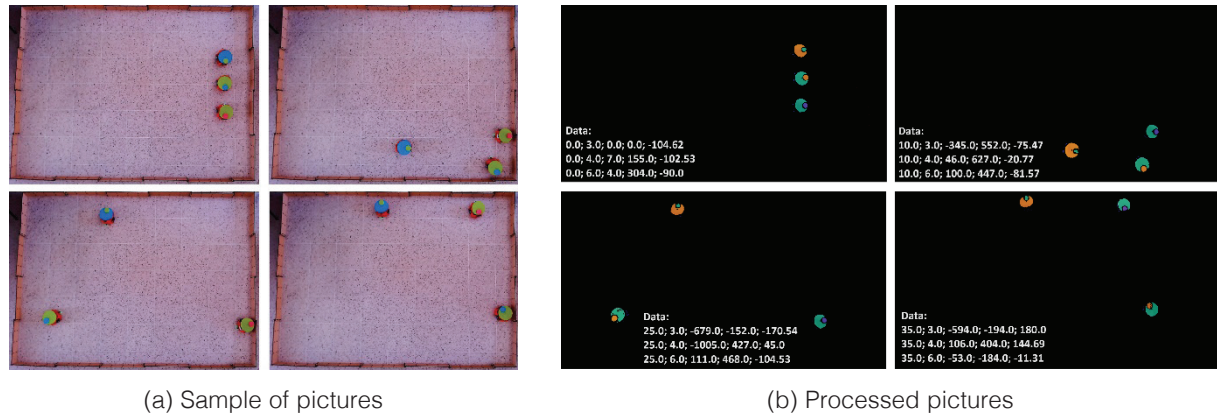 Data:
0.0; 3.0; 0.0; 0.0; -104.62
0.0; 4.0; 7.0; 155.0; -102.53
0.0; 6.0; 4.0; 304.0; -90.0
Data:
10.0; 3.0; -345.0; 552.0; -75.47
10.0; 4.0; 46.0; 627.0; -20.77
10.0; 6.0; 100.0; 447.0; -81.57
Data:
25.0; 3.0; -679.0; -152.0; -170.54
25.0; 4.0; -1005.0; 427.0; 45.0
25.0; 6.0; 111.0; 468.0; -104.53
Data:
35.0; 3.0; -594.0; -194.0; 180.0
35.0; 4.0; 106.0; 404.0; 144.69
35.0; 6.0; -53.0; -184.0; -11.31
(a) Sample of pictures
(b) Processed pictures